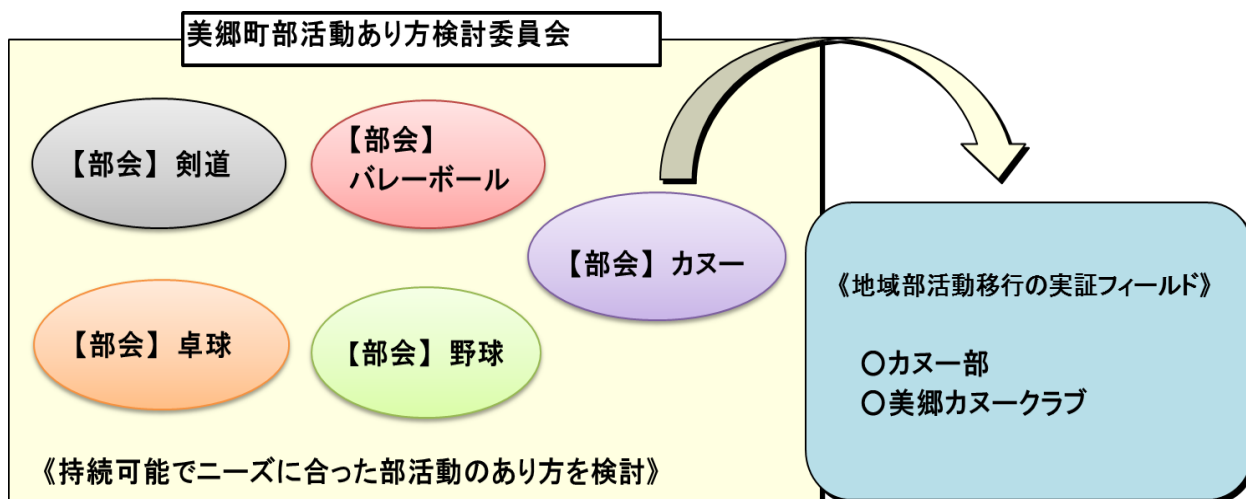 美郷町部活動あり方検討委員会
【部会】剣道
【部会】
バレーボール
【部会】カヌー
【部会】卓球
【部会】野球
《持続可能でニーズに合った部活動のあり方を検討》
《地域部活動移行の実証フィールド》
〇カヌー部
〇美郷カヌークラブ